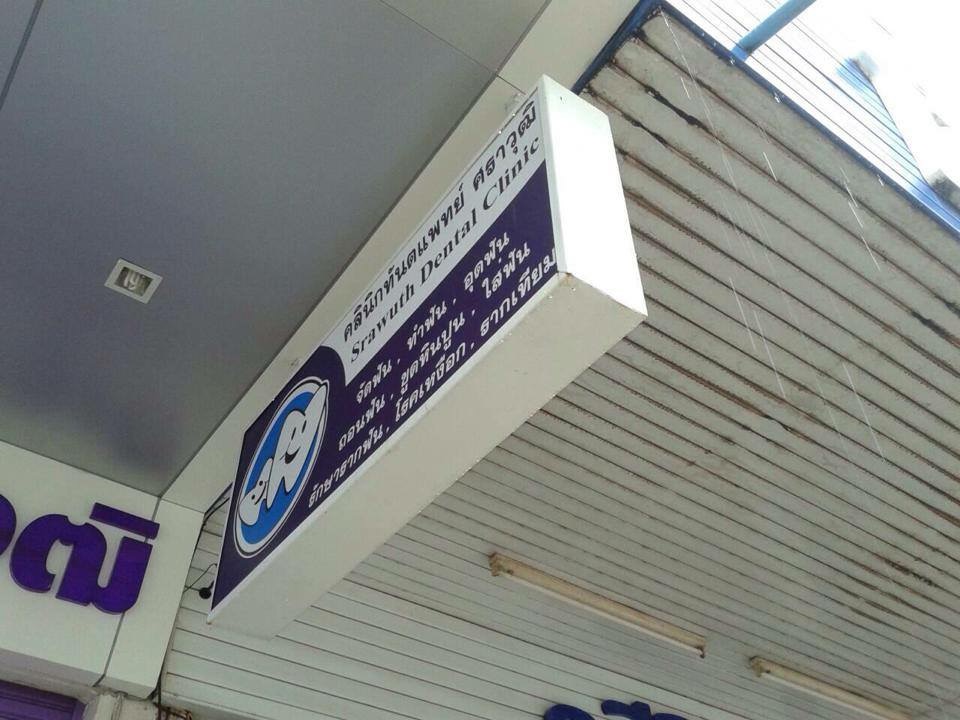 คลินิกทันตแพทย์ ศราวุฒิ
Srawuth Dental Clinic
จัดฟัน . ทำฟัน . อุดฟัน
ถอนฟัน . ขูดหินปูน . ใส่ฟัน
รักษารากฟัน . โรคเหงือก . รากเทียม
วุฒิ